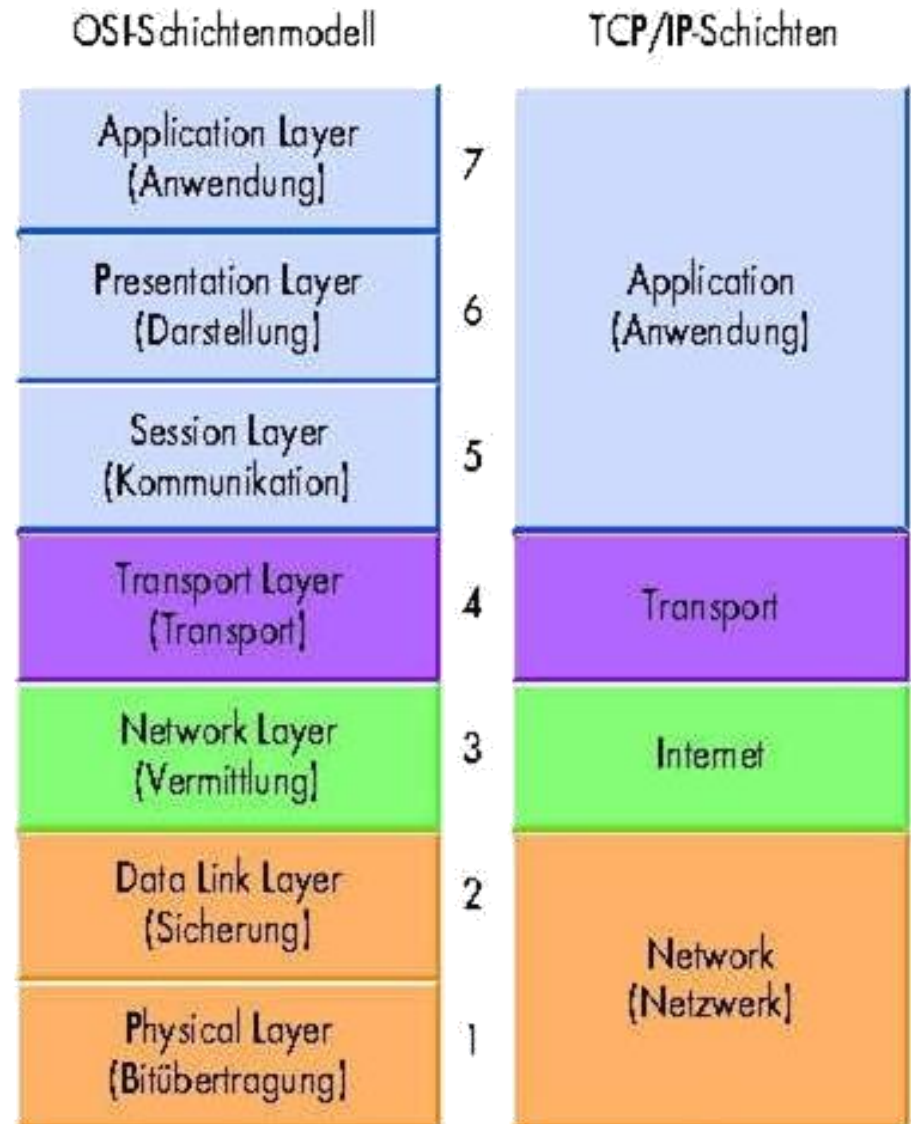 OSI-Schichtenmodell
TCP/IP-Schichten
Application Layer
(Anwendung)
7
Presentation Layer
(Darstellung)
6
Session Layer
(Kommunikation)
5
Application
(Anwendung)
Transport Layer
(Transport)
4
Transport
Network Layer
(Vermittlung)
3
Internet
Data Link Layer
(Sicherung)
2
Physical Layer
(Bitübertragung)
1
Network
(Netzwerk)